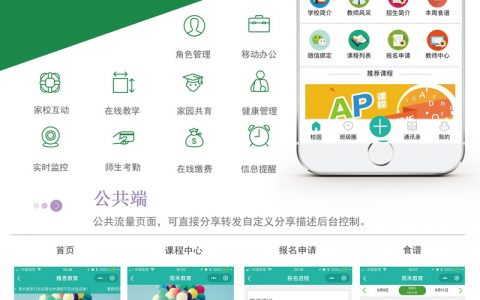 角色管理 移动办公
家校互动 在线教学 家园共育 健康管理
实时监控 师生考勤 在线缴费 信息提醒
学校简介 教师风采 招生简介 本周食谱
微信绑定 课程列表 报名申请 教师中心
推荐课程
AP课程
校园 班级圈 通讯录 我的
公共端
公共流量页面，可直接分享转发自定义分享描述后台控制。
首页 课程中心 报名申请 食谱
雅思教育 雨禾教育 报名进程 雨禾教育